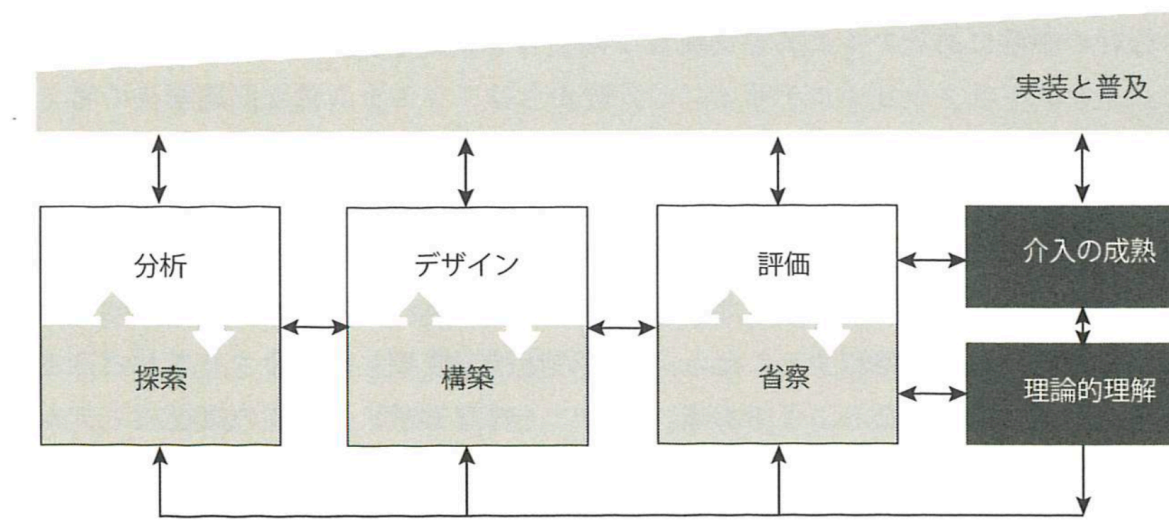 実装と普及
分析
探索
デザイン
構築
評価
省察
介入の成熟
理論的理解